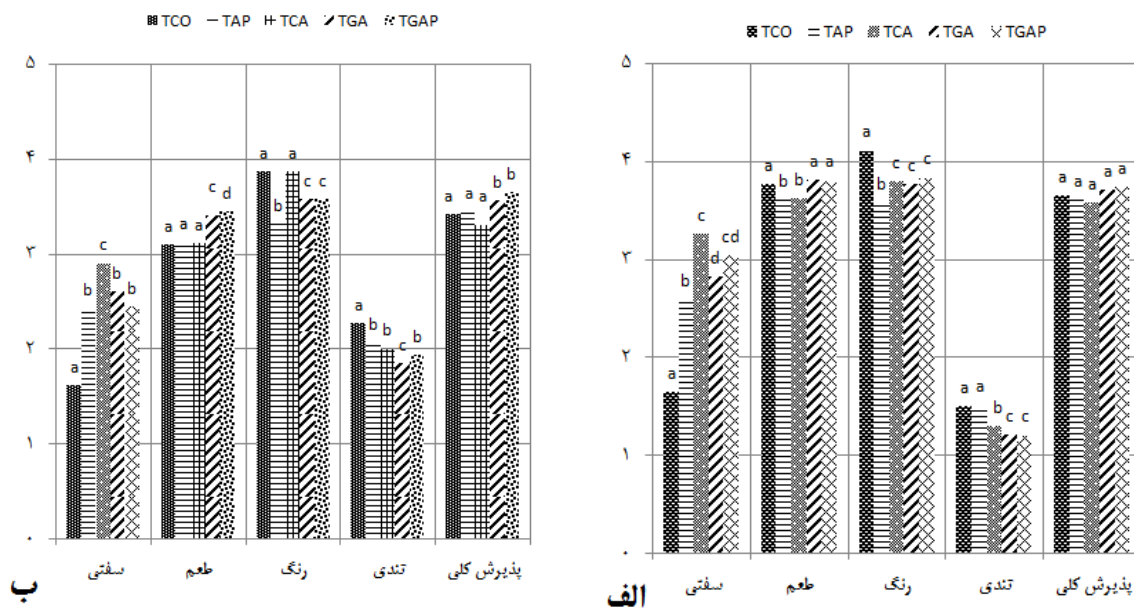 TCO TAP TCA TGA TGAP
۵
۴
۳
۲
۱
۰
a b c b b
a a a c d
a b a c c
a b b c b
a a a b b
سفتی طعم رنگ تندی پذیرش کلی
ب
TCO TAP TCA TGA TGAP
۵
۴
۳
۲
۱
۰
a b c d cd
a b b a a
a b c c c
a a b c c
a a a a a
سفتی طعم رنگ تندی پذیرش کلی
الف